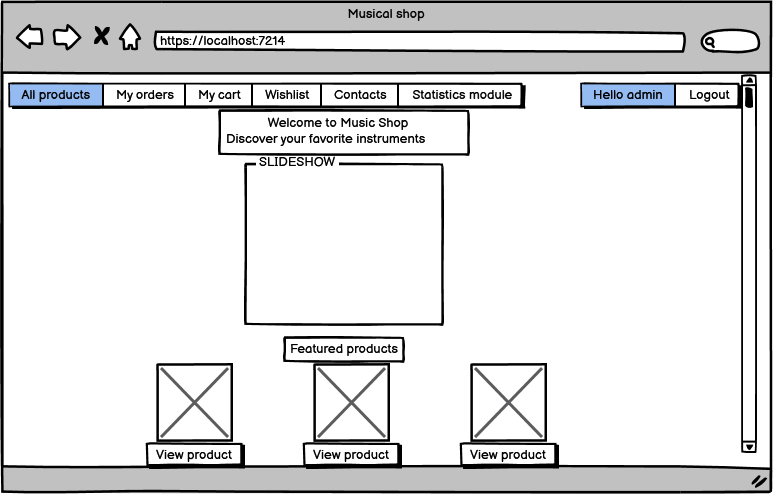 Musical shop
https://localhost:7214
All products My orders My cart Wishlist Contacts Statistics module Hello admin Logout
Welcome to Music Shop
Discover your favorite instruments
SLIDESHOW
Featured products
View product View product View product